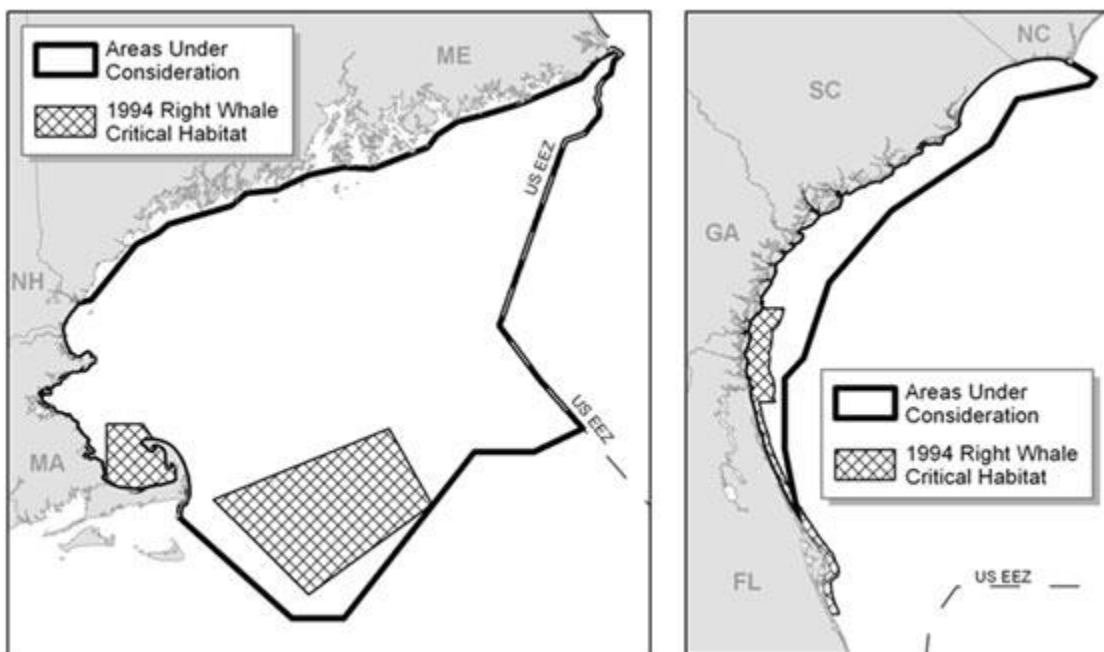 Areas Under
Consideration
1994 Right Whale
Critical Habitat
ME
US EEZ
NH
US EEZ
MA
NC
SC
GA
Areas Under
Consideration
1994 Right Whale
Critical Habitat
FL
US EEZ